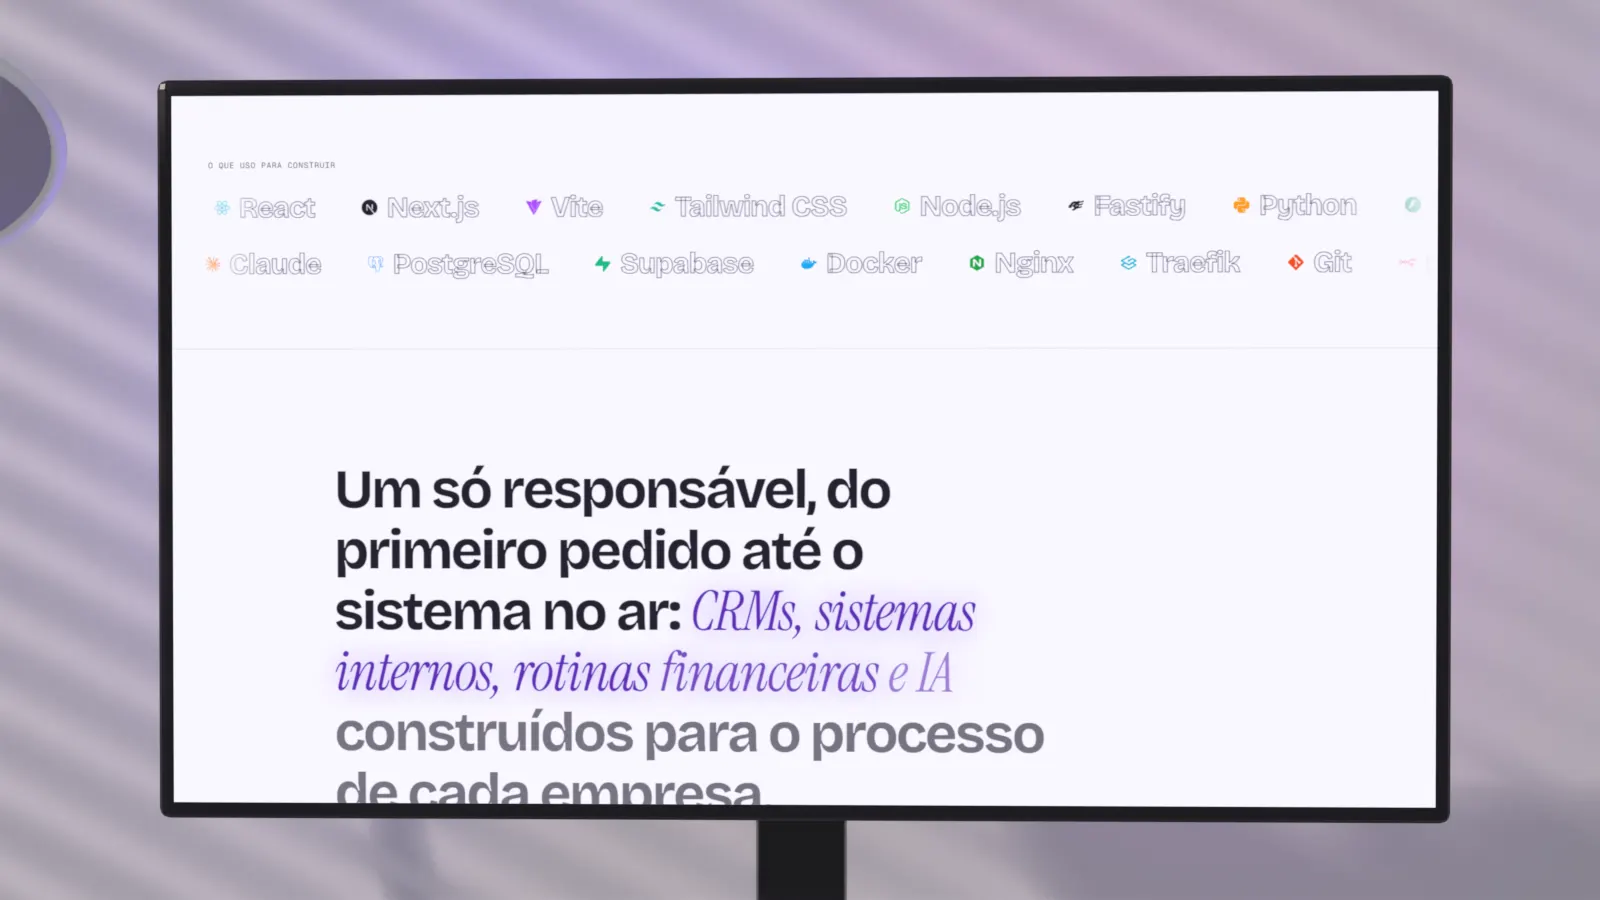 O QUE USO PARA CONSTRUIR
React Next.js Vite Tailwind CSS Node.js Fastify Python
Claude PostgreSQL Supabase Docker Nginx Traefik Git
Um só responsável, do
primeiro pedido até o
sistema no ar: CRMs, sistemas
internos, rotinas financeiras e IA
construídos para o processo
de cada empresa.